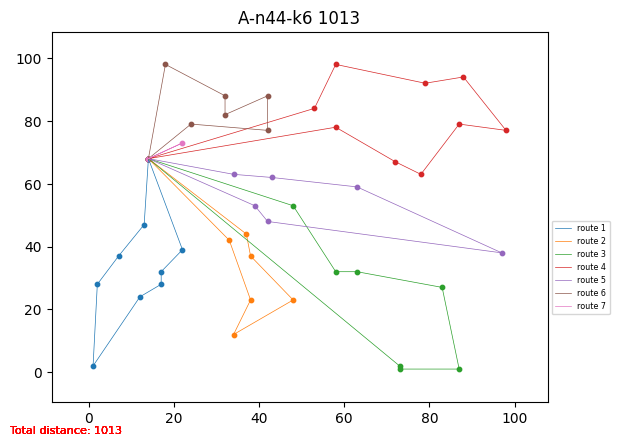 A-n44-k6 1013
100
80
60
40
20
0
0 20 40 60 80 100
route 1
route 2
route 3
route 4
route 5
route 6
route 7
Total distance: 1013